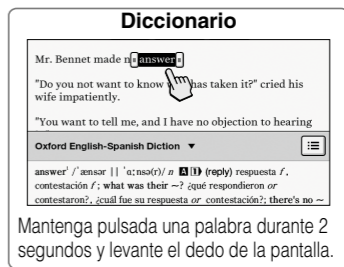 Diccionario
Mr. Bennet made n answer
"Do you not want to know has taken it?" cried his
wife impatiently.
"You want to tell me, and I have no objection to hearing
Oxford English-Spanish Diction ▼
answer¹ /ˈænsər || ˈɑːnsə(r)/ n A 1 (reply) respuesta f,
contestación f; what was their ~? ¿qué respondieron or
contestaron?, ¿cuál fue su respuesta or contestación?; there's no ~
Mantenga pulsada una palabra durante 2
segundos y levante el dedo de la pantalla.